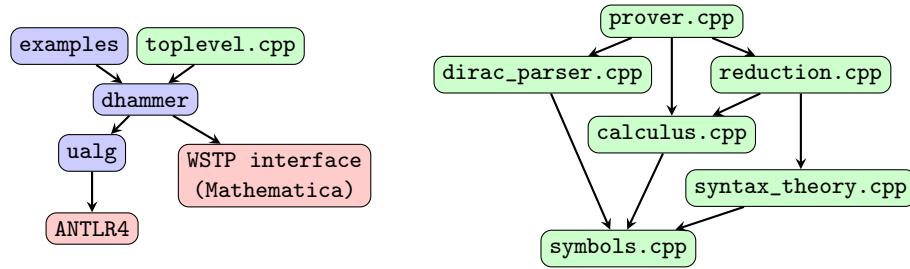 examples
toplevel.cpp
dhammer
ualg
WSTP interface
(Mathematica)
ANTLR4
prover.cpp
dirac_parser.cpp
reduction.cpp
calculus.cpp
syntax_theory.cpp
symbols.cpp